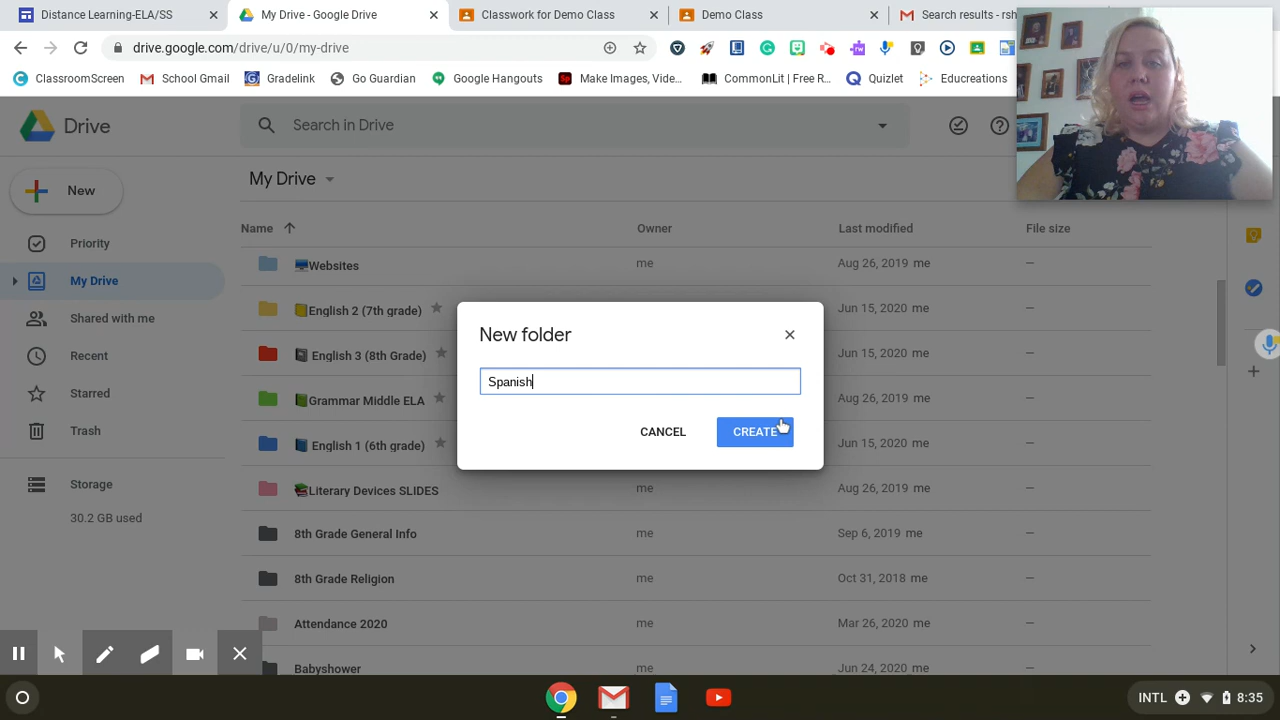 Distance Learning-ELA/SS
My Drive - Google Drive
Classwork for Demo Class
Demo Class
Search results - rsh
drive.google.com/drive/u/0/my-drive
ClassroomScreen
School Gmail
Gradelink
Go Guardian
Google Hangouts
Make Images, Vide...
CommonLit | Free R...
Quizlet
Educreations
Drive
Search in Drive
New
My Drive
Name
Owner
Last modified
File size
Priority
My Drive
Shared with me
Recent
Starred
Trash
Storage
30.2 GB used
Websites me Aug 26, 2019 me –
English 2 (7th grade) Jun 15, 2020 me –
English 3 (8th Grade) Jun 15, 2020 me –
Grammar Middle ELA Aug 26, 2019 me –
English 1 (6th grade) Jun 15, 2020 me –
Literary Devices SLIDES me Aug 26, 2019 me –
8th Grade General Info me Sep 6, 2019 me –
8th Grade Religion me Oct 31, 2018 me –
Attendance 2020 me Mar 26, 2020 me –
Babyshower me Jun 24, 2020 me –
New folder
Spanish
CANCEL
CREATE
INTL
8:35